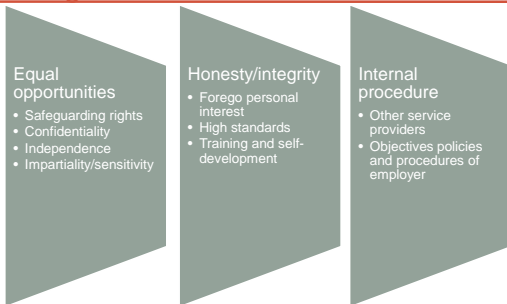 Equal
opportunities
• Safeguarding rights
• Confidentiality
• Independence
• Impartiality/sensitivity
Honesty/integrity
• Forego personal
interest
• High standards
• Training and self-
development
Internal
procedure
• Other service
providers
• Objectives policies
and procedures of
employer